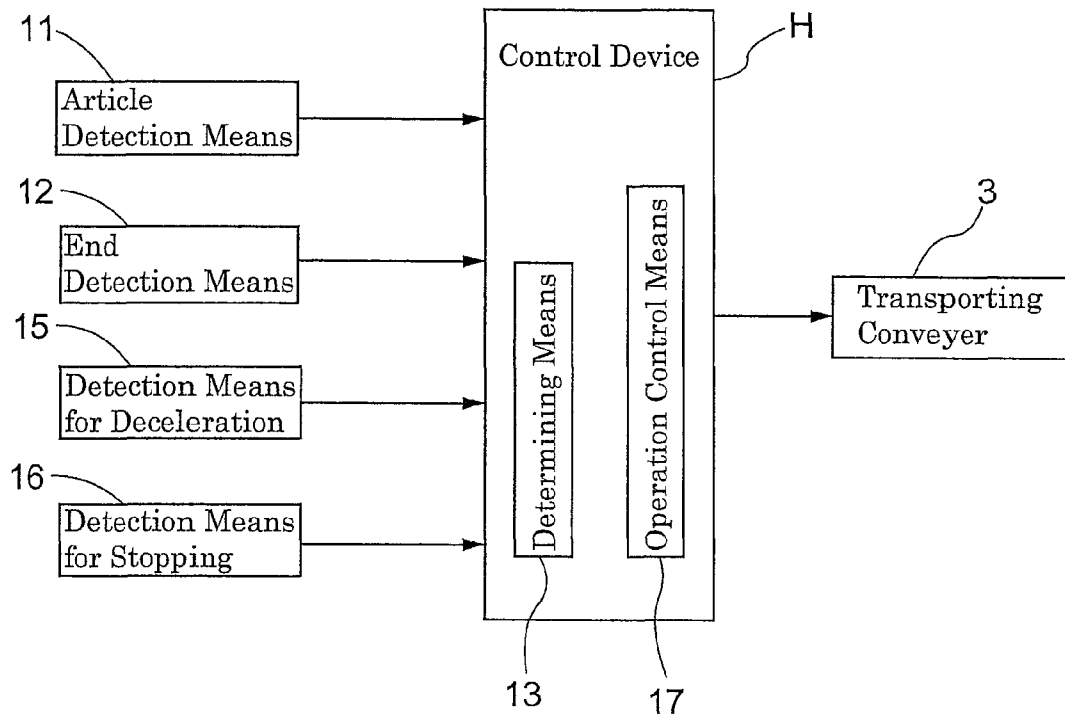 11
Article
Detection Means
12
End
Detection Means
15
Detection Means
for Deceleration
16
Detection Means
for Stopping
Control Device
H
Determining Means
Operation Control Means
13
17
3
Transporting
Conveyer